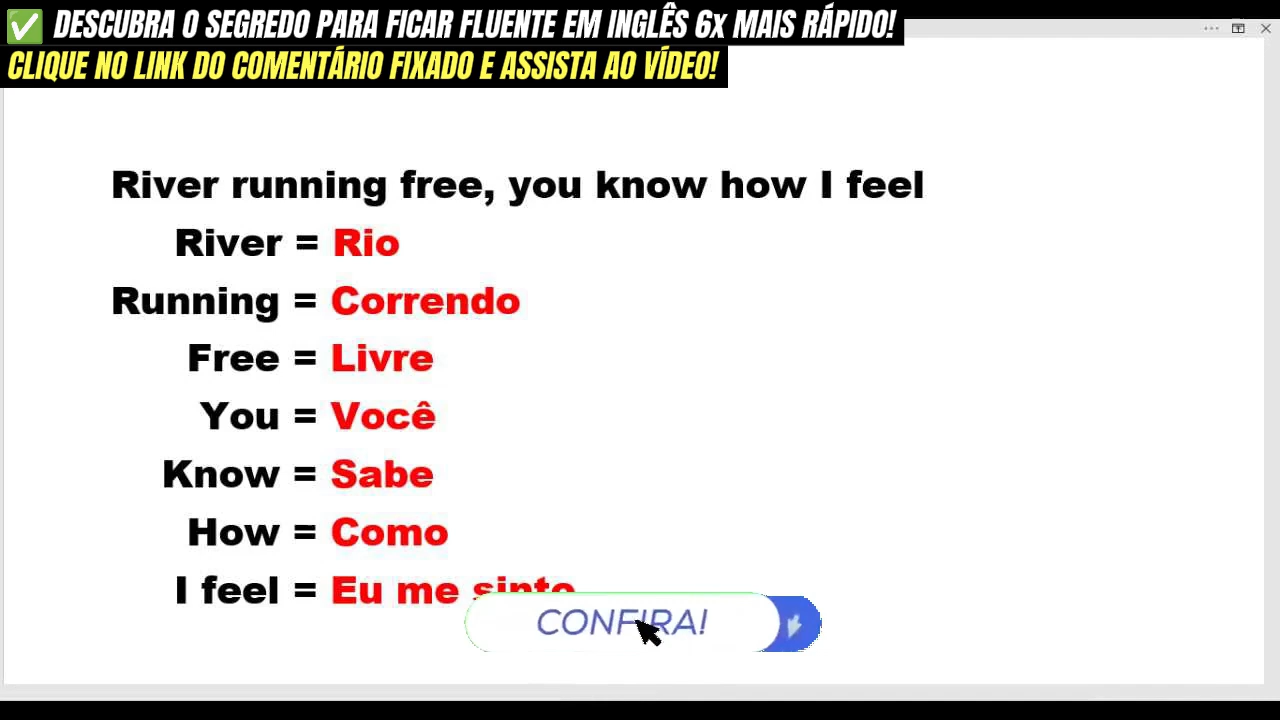 ✅ DESCUBRA O SEGREDO PARA FICAR FLUENTE EM INGLÊS 6x MAIS RÁPIDO!
CLIQUE NO LINK DO COMENTÁRIO FIXADO E ASSISTA AO VÍDEO!
River running free, you know how I feel
River = Rio
Running = Correndo
Free = Livre
You = Você
Know = Sabe
How = Como
I feel = Eu me sinto
CONFIRA!